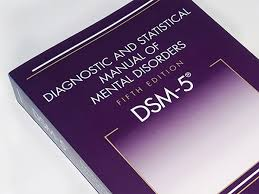 DIAGNOSTIC AND STATISTICAL
MANUAL OF
MENTAL DISORDERS
FIFTH EDITION
DSM-5®